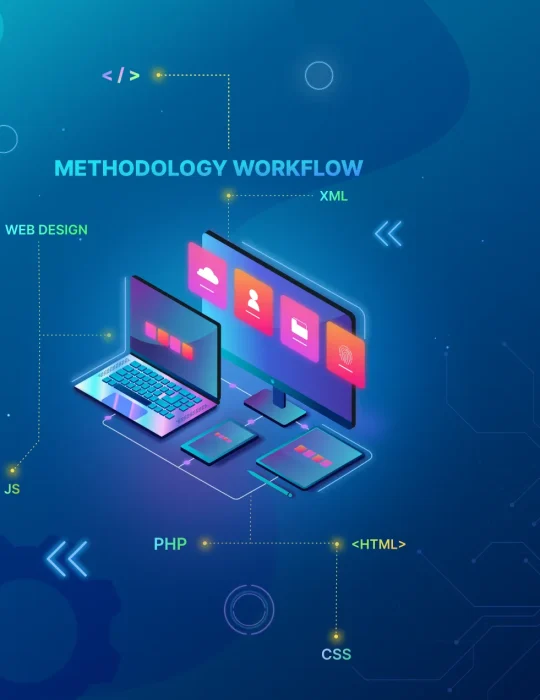 </>
METHODOLOGY WORKFLOW
XML
WEB DESIGN
JS
PHP
<HTML>
CSS